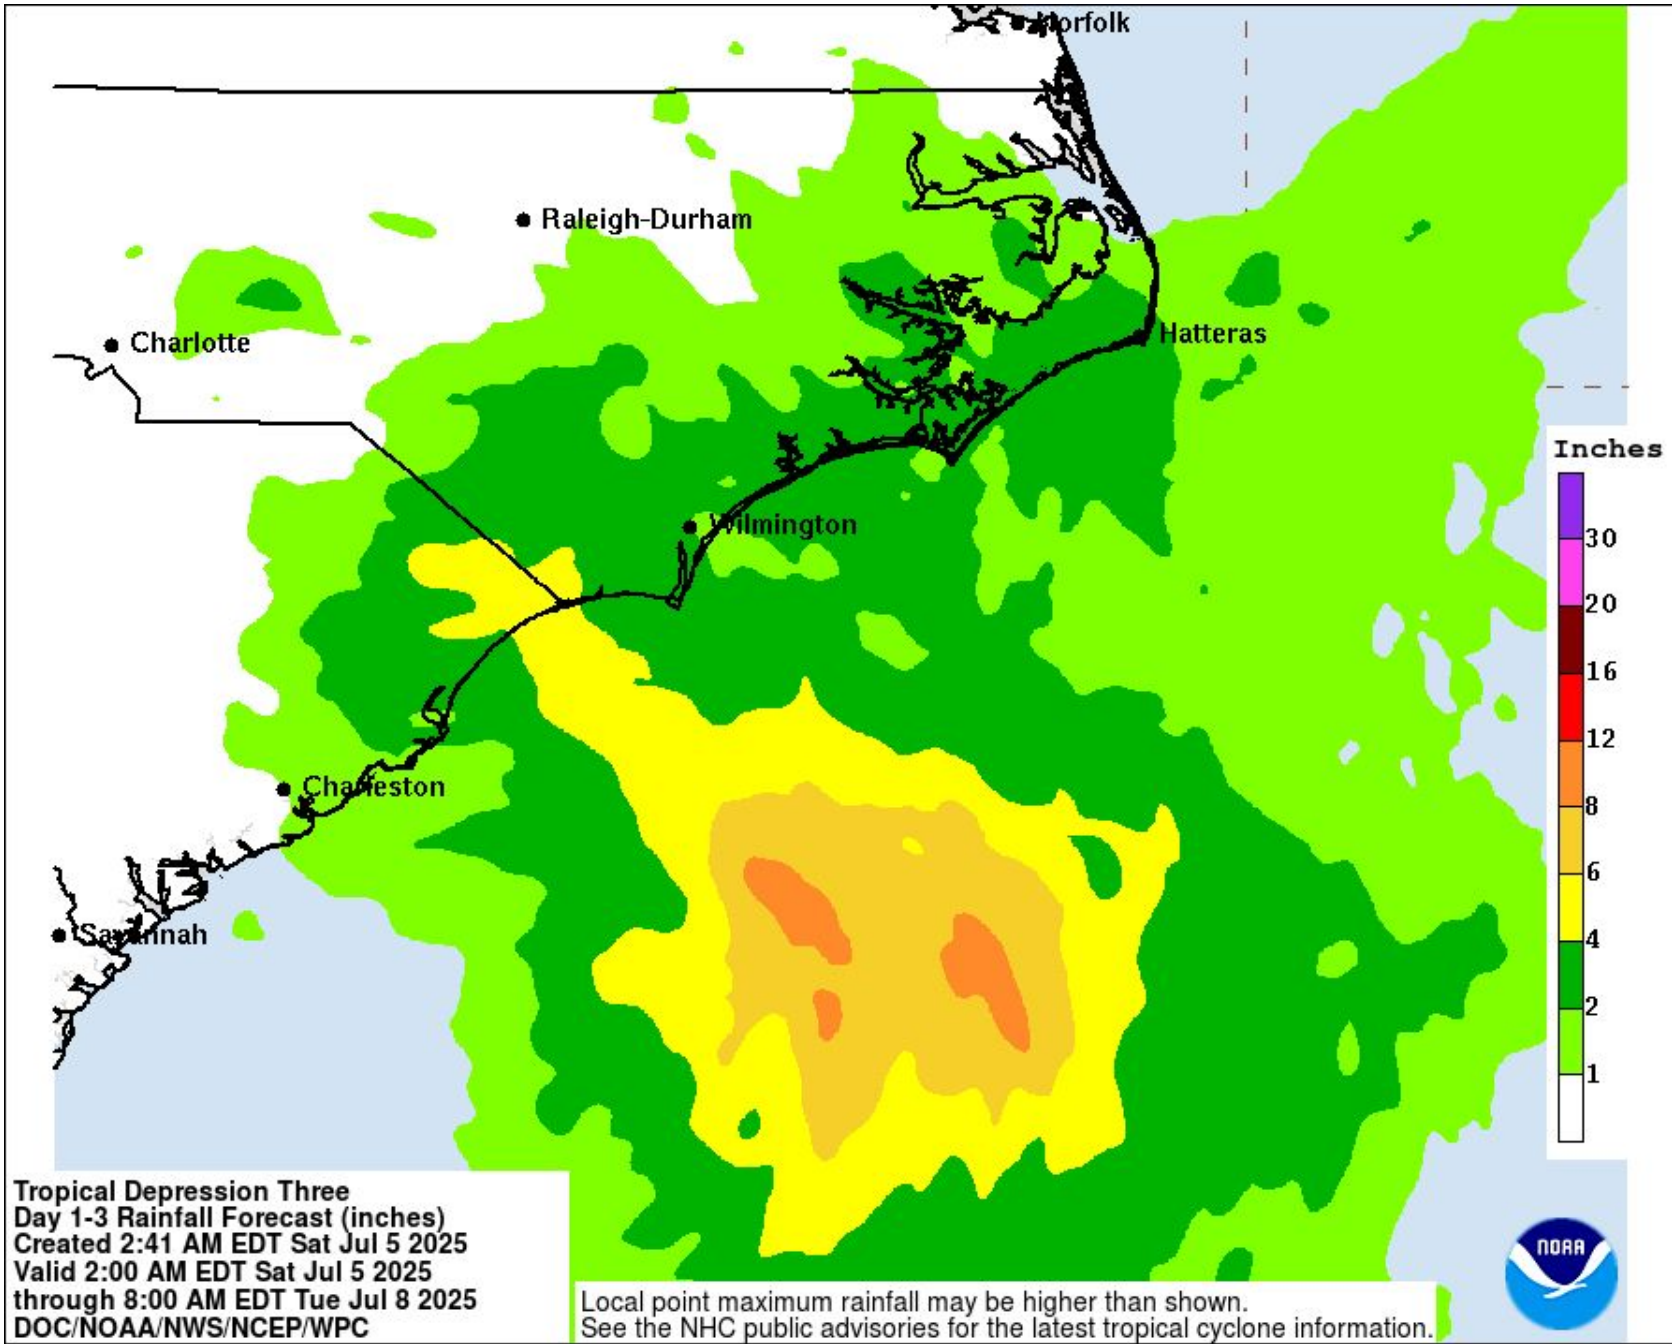 Norfolk
Raleigh-Durham
Charlotte
Hatteras
Wilmington
Charleston
Savannah
Inches
30
20
16
12
8
6
4
2
1
Tropical Depression Three
Day 1-3 Rainfall Forecast (inches)
Created 2:41 AM EDT Sat Jul 5 2025
Valid 2:00 AM EDT Sat Jul 5 2025
through 8:00 AM EDT Tue Jul 8 2025
DOC/NOAA/NWS/NCEP/WPC
Local point maximum rainfall may be higher than shown.
See the NHC public advisories for the latest tropical cyclone information.
NOAA